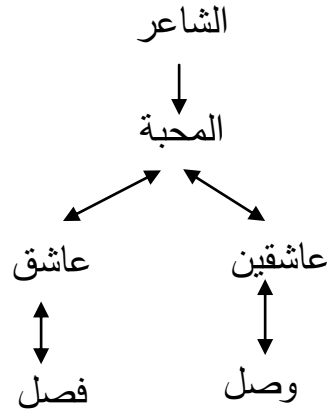 الشاعر
المحبة
عاشقين
عاشق
وصل
فصل